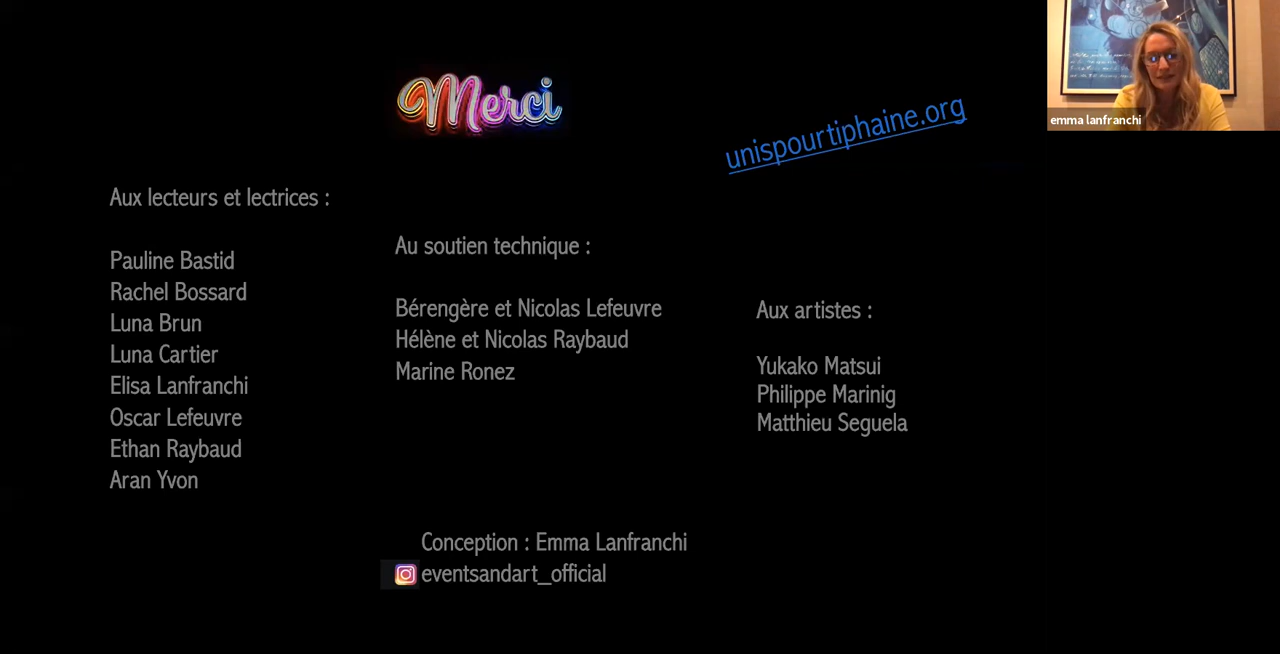 Merci
unispourtiphaine.org
emma lanfranchi
Aux lecteurs et lectrices :
Pauline Bastid
Rachel Bossard
Luna Brun
Luna Cartier
Elisa Lanfranchi
Oscar Lefeuvre
Ethan Raybaud
Aran Yvon
Au soutien technique :
Bérengère et Nicolas Lefeuvre
Hélène et Nicolas Raybaud
Marine Ronez
Aux artistes :
Yukako Matsui
Philippe Marinig
Matthieu Seguela
Conception : Emma Lanfranchi
eventsandart_official